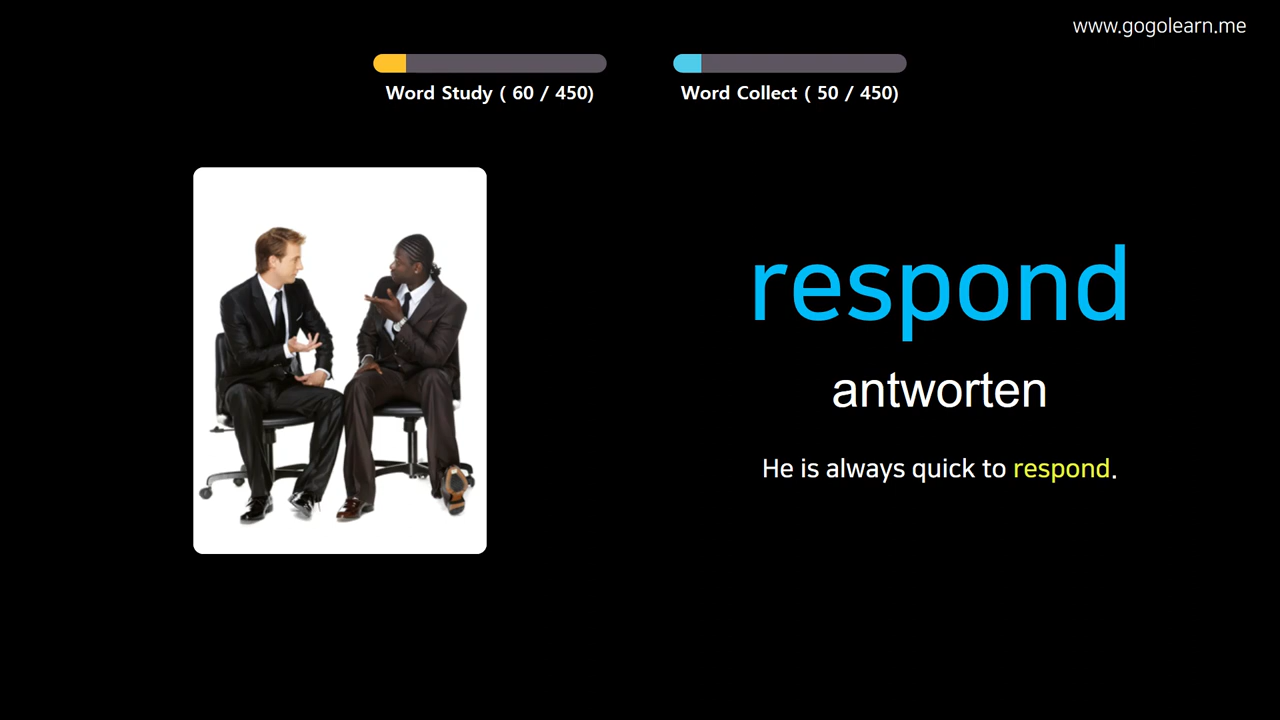 www.gogolearn.me
Word Study ( 60 / 450)
Word Collect ( 50 / 450)
respond
antworten
He is always quick to respond.